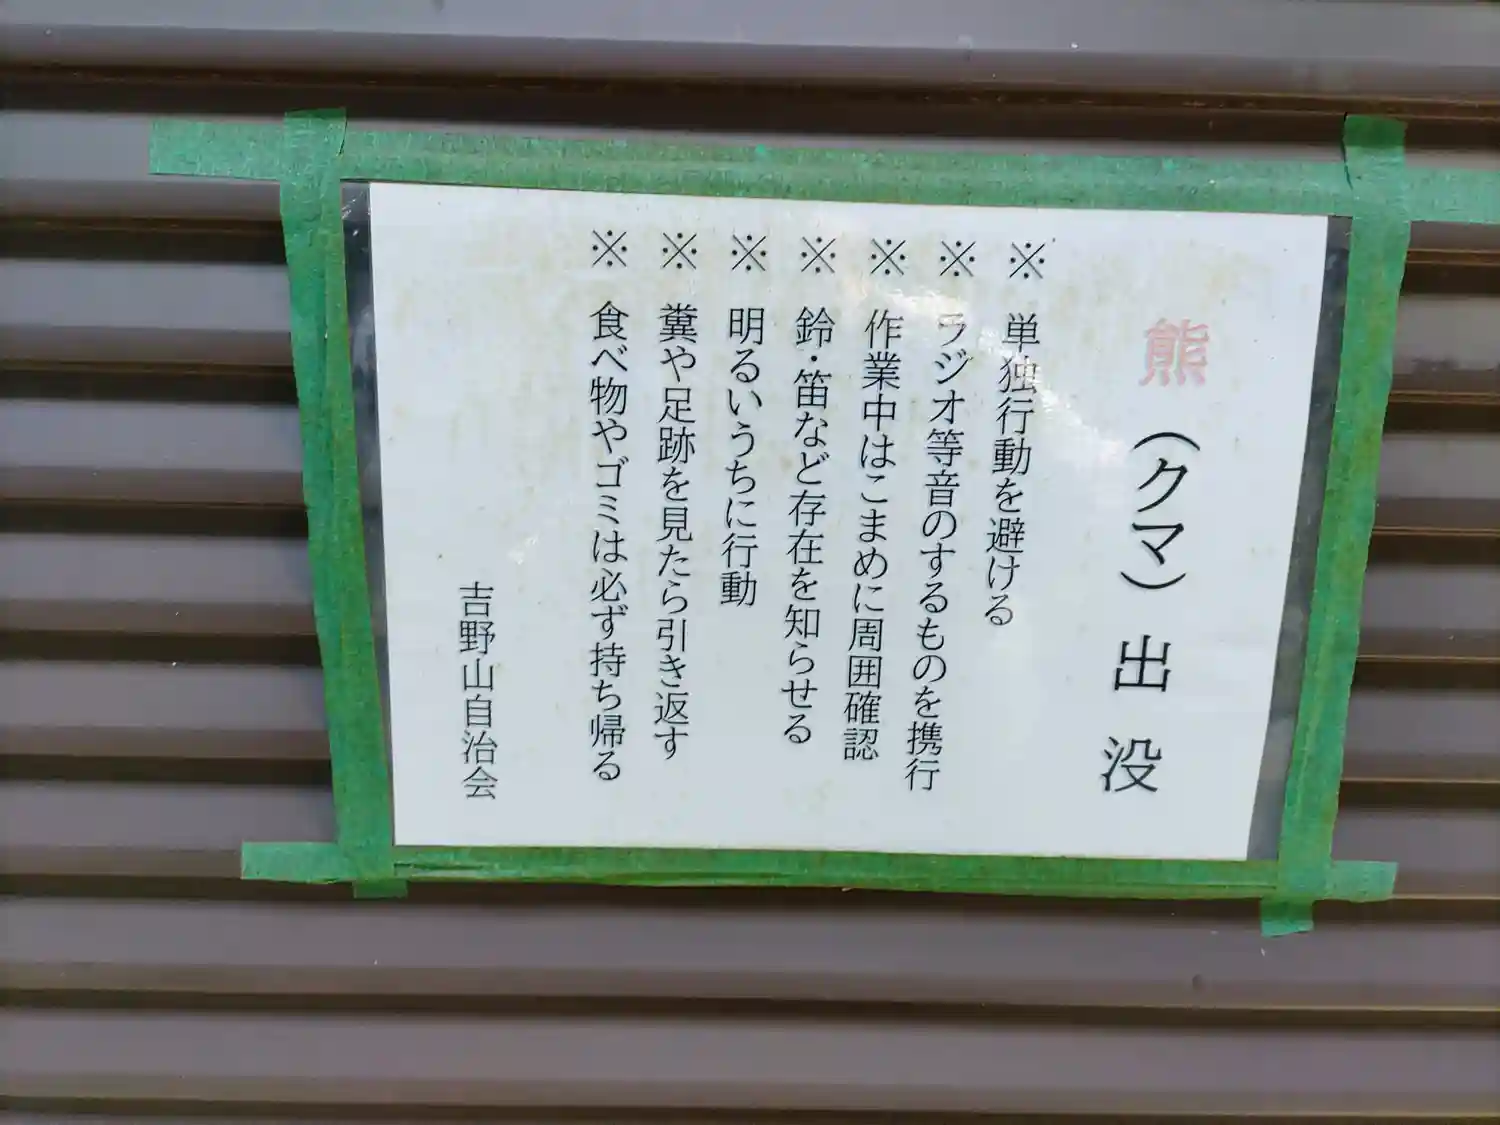 熊（クマ）出没
※　単独行動を避ける
※　ラジオ等音のするものを携行
※　作業中はこまめに周囲確認
※　鈴・笛など存在を知らせる
※　明るいうちに行動
※　糞や足跡を見たら引き返す
※　食べ物やゴミは必ず持ち帰る
吉野山自治会